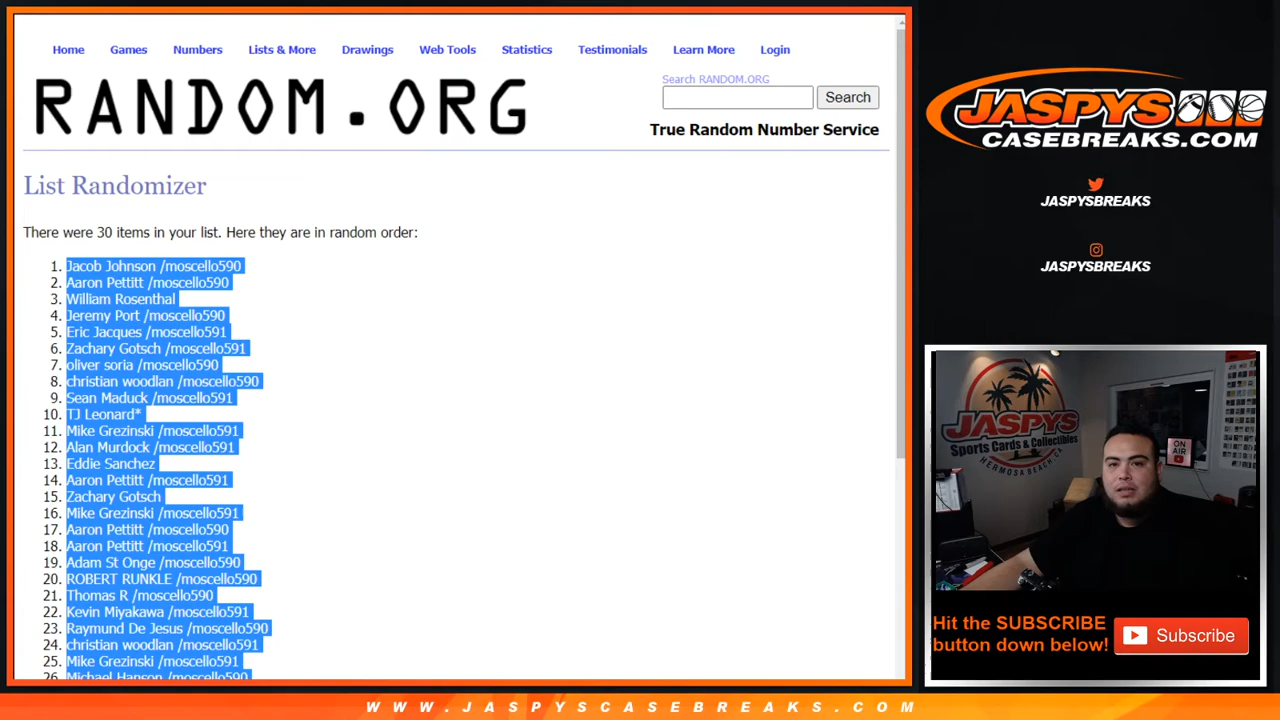 Home Games Numbers Lists & More Drawings Web Tools Statistics Testimonials Learn More Login
RANDOM.ORG
Search RANDOM.ORG
Search
True Random Number Service
List Randomizer
There were 30 items in your list. Here they are in random order:
1. Jacob Johnson /moscello590
2. Aaron Pettitt /moscello590
3. William Rosenthal
4. Jeremy Port /moscello590
5. Eric Jacques /moscello591
6. Zachary Gotsch /moscello591
7. oliver soria /moscello590
8. christian woodlan /moscello590
9. Sean Maduck /moscello591
10. TJ Leonard*
11. Mike Grezinski /moscello591
12. Alan Murdock /moscello591
13. Eddie Sanchez
14. Aaron Pettitt /moscello591
15. Zachary Gotsch
16. Mike Grezinski /moscello591
17. Aaron Pettitt /moscello590
18. Aaron Pettitt /moscello591
19. Adam St Onge /moscello590
20. ROBERT RUNKLE /moscello590
21. Thomas R /moscello590
22. Kevin Miyakawa /moscello591
23. Raymund De Jesus /moscello590
24. christian woodlan /moscello591
25. Mike Grezinski /moscello591
26. Michael Hanson /moscello590
JASPYS
CASEBREAKS.COM
JASPYSBREAKS
JASPYSBREAKS
JASPYS
Sports Cards & Collectibles
HERMOSA BEACH, CA
ON
AIR
Hit the SUBSCRIBE
button down below!
Subscribe
WWW.JASPYSCASEBREAKS.COM